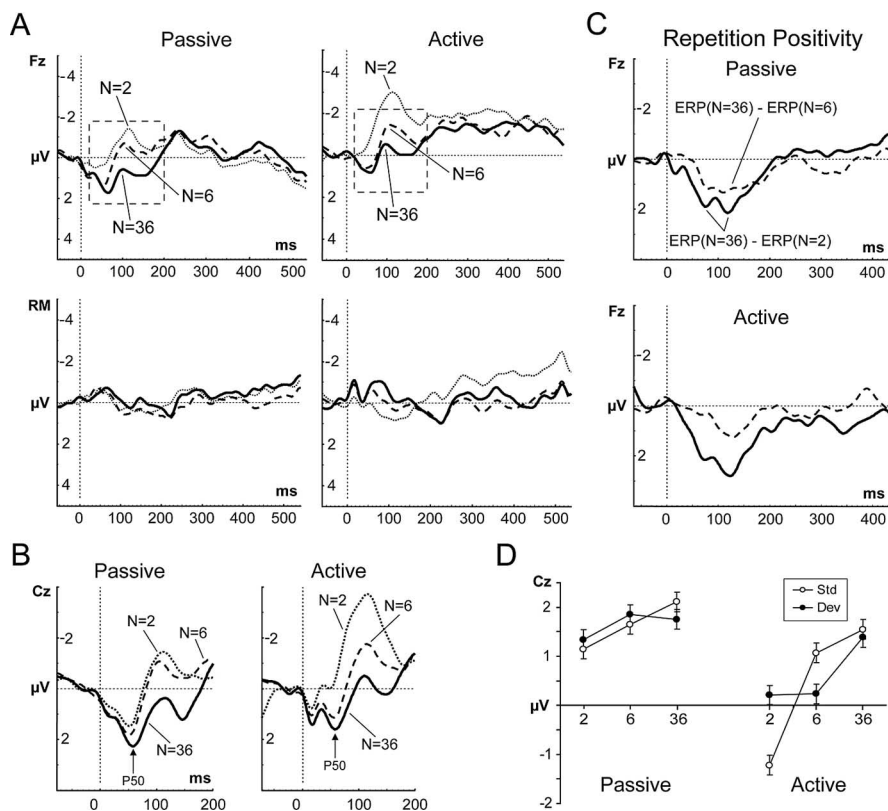 A
Passive
Active
Fz
-4
-2
µV
2
4
N=2
N=6
N=36
ms
0 100 200 300 400 500
-4
-2
2
4
N=2
N=6
N=36
ms
0 100 200 300 400 500
RM
-4
-2
µV
2
4
ms
0 100 200 300 400 500
-4
-2
2
4
ms
0 100 200 300 400 500
B
Passive
Active
Cz
-2
µV
2
N=2
N=6
N=36
P50
ms
0 100 200
-2
2
N=2
N=6
N=36
P50
0 100 200
C
Repetition Positivity
Passive
Fz
-2
µV
2
ERP(N=36) - ERP(N=6)
ERP(N=36) - ERP(N=2)
ms
0 100 200 300 400
Active
Fz
-2
µV
2
ms
0 100 200 300 400
D
Cz
2
1
µV
-1
-2
Std
Dev
2 6 36
2 6 36
Passive
Active